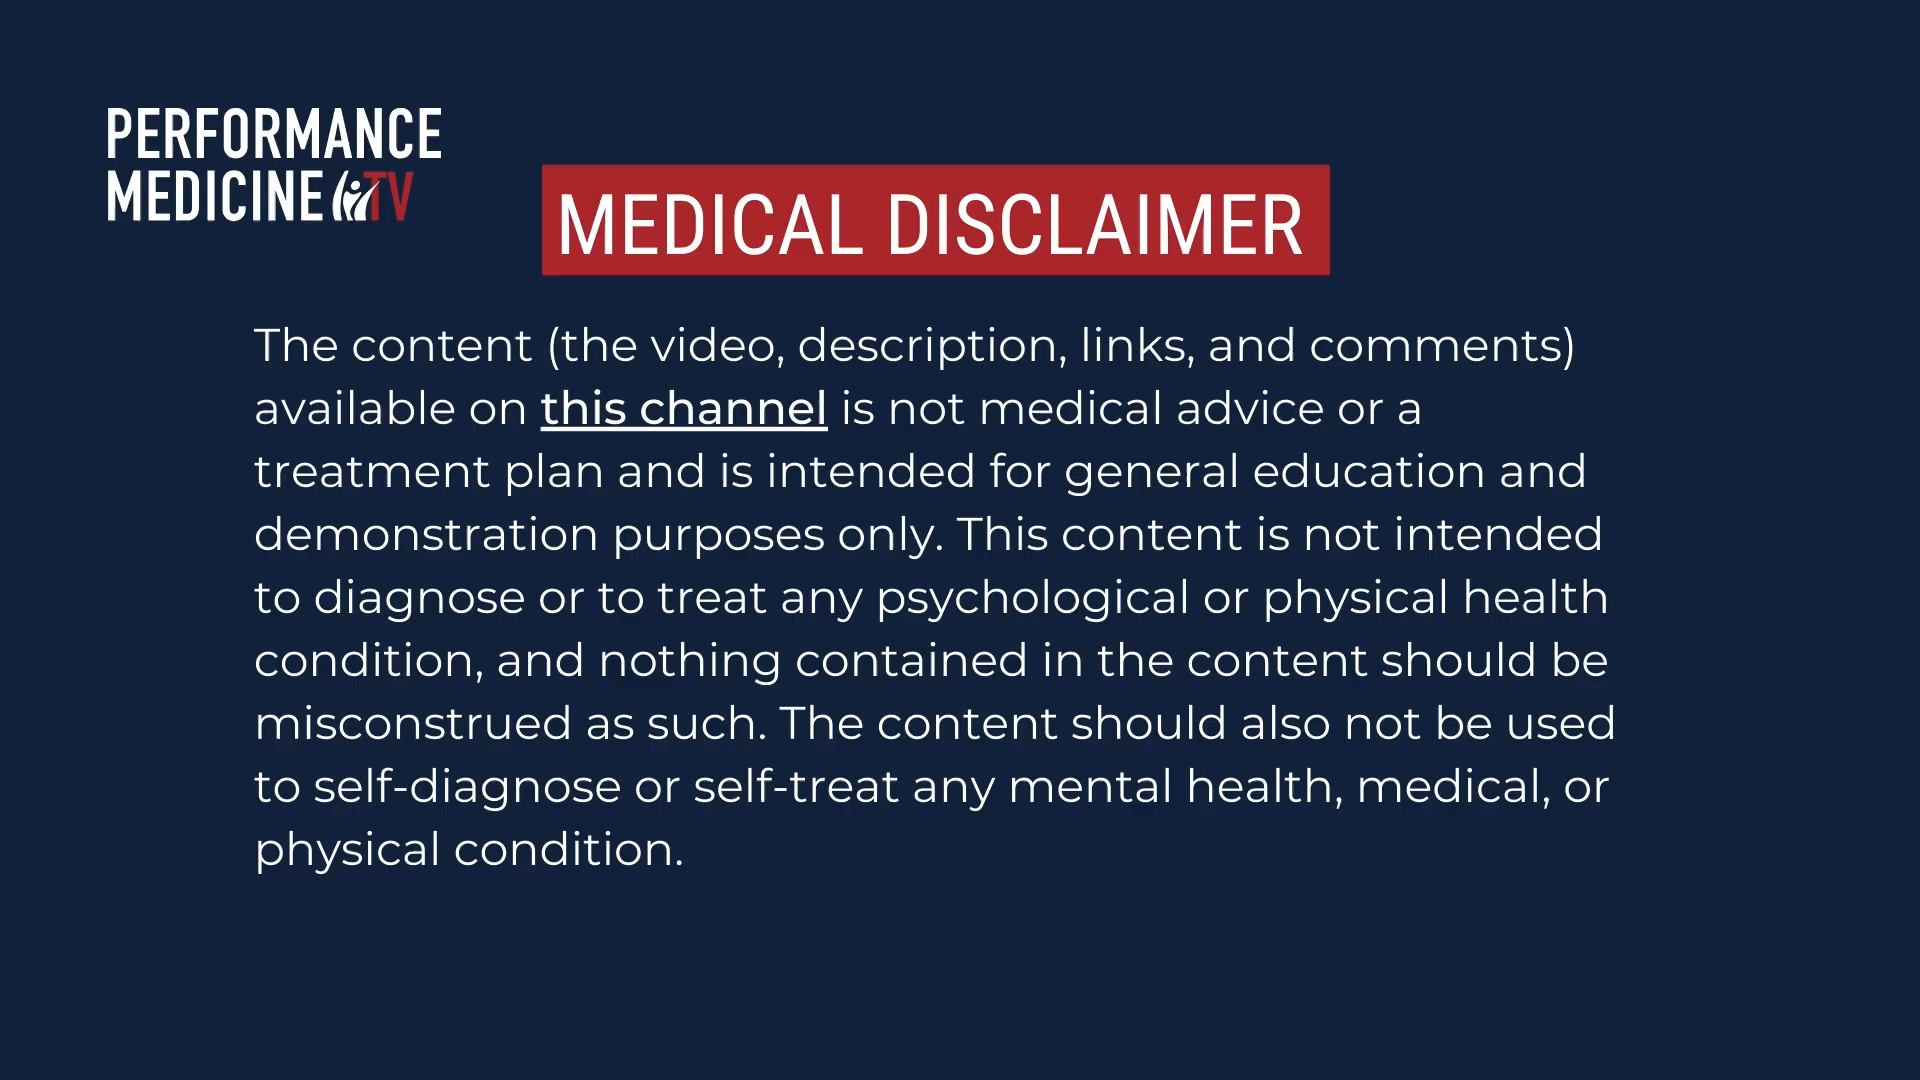 PERFORMANCE
MEDICINE TV
MEDICAL DISCLAIMER
The content (the video, description, links, and comments)
available on this channel is not medical advice or a
treatment plan and is intended for general education and
demonstration purposes only. This content is not intended
to diagnose or to treat any psychological or physical health
condition, and nothing contained in the content should be
misconstrued as such. The content should also not be used
to self-diagnose or self-treat any mental health, medical, or
physical condition.